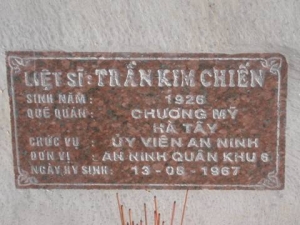 LIỆT SĨ: TRẦN KIM CHIẾN
SINH NĂM: 1926
QUÊ QUÁN: CHƯƠNG MỸ
HÀ TÂY
CHỨC VỤ: ỦY VIÊN AN NINH
ĐƠN VỊ: AN NINH QUÂN KHU 6
NGÀY HY SINH: 13-05-1967